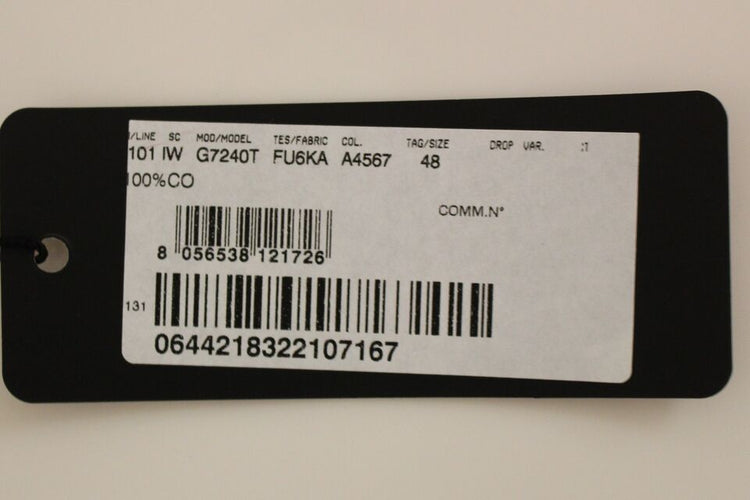 /LINE SC MOD/MODEL TES/FABRIC COL. TAG/SIZE DROP VAR.
101 IW G7240T FU6KA A4567 48
100%CO
COMM.N°
8 056538 121726
131
0644218322107167